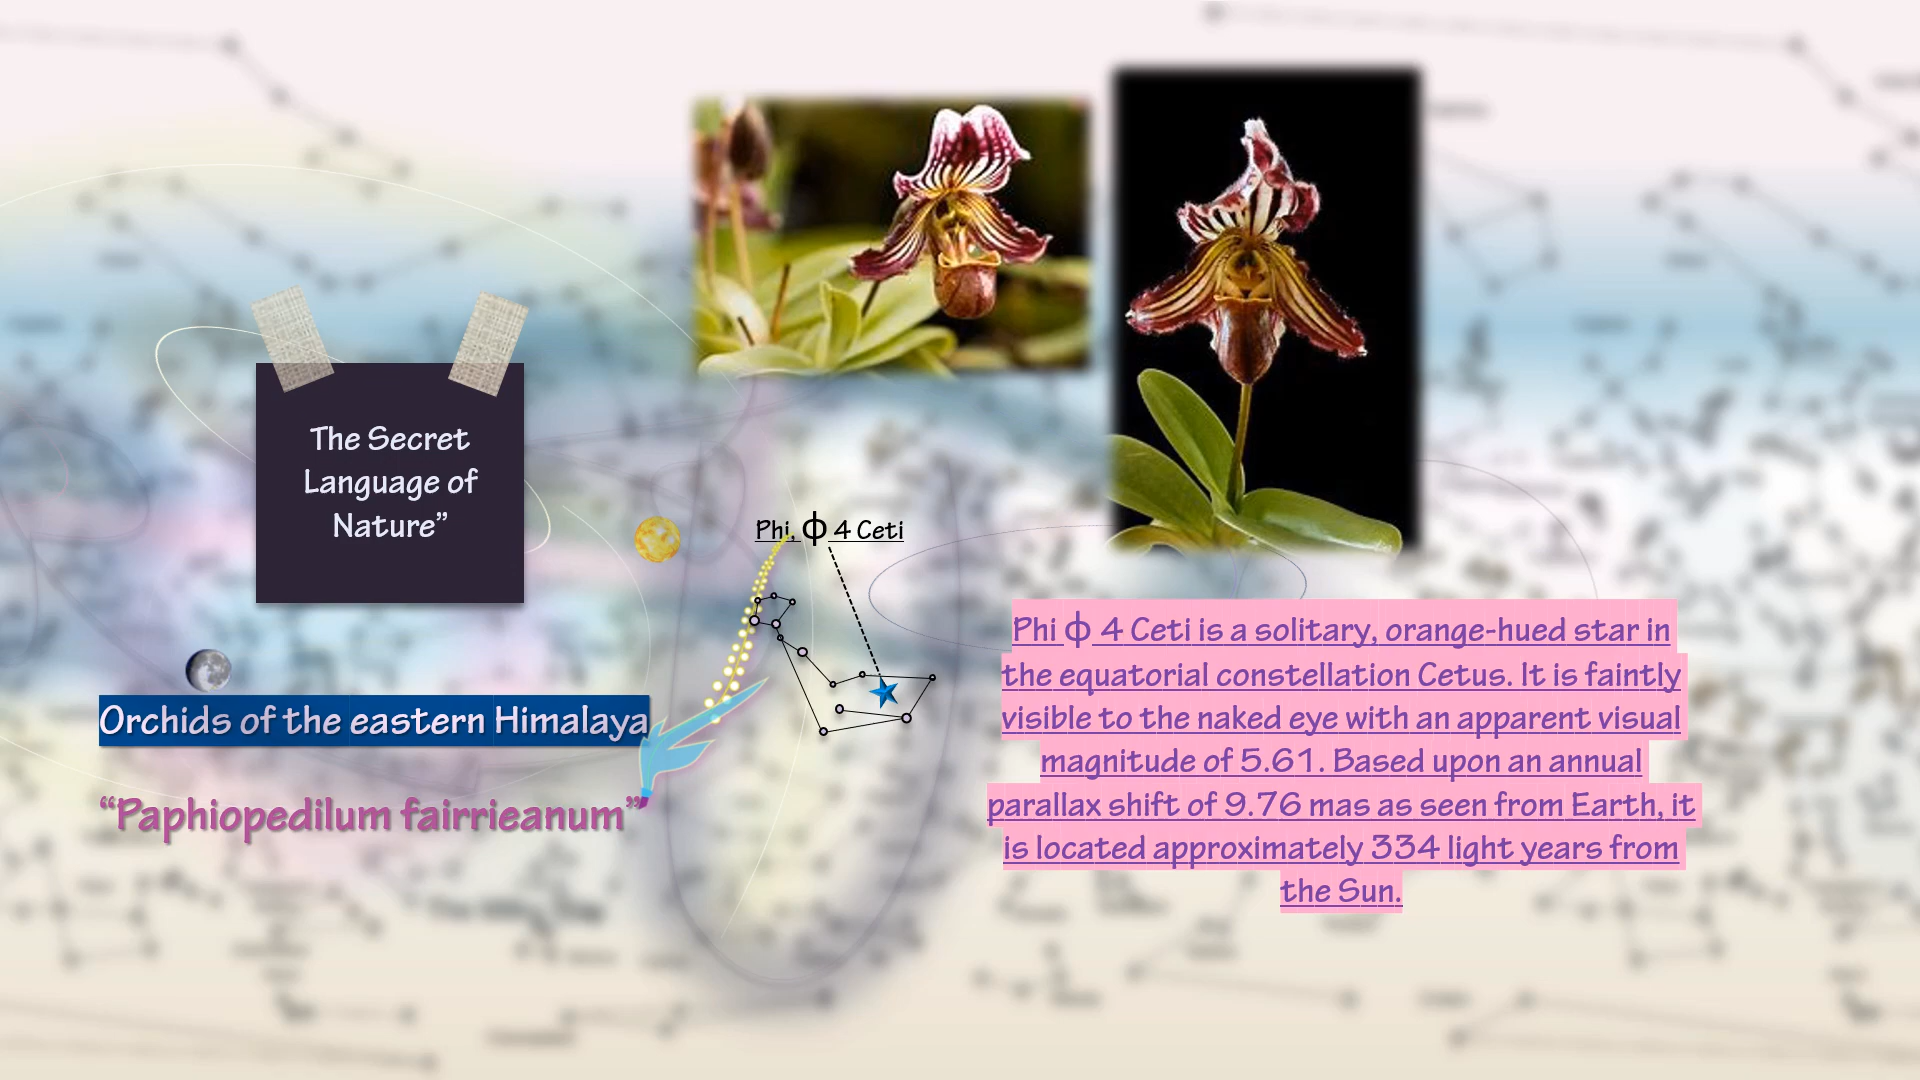 The Secret
Language of
Nature”
Phi, ϕ 4 Ceti
Orchids of the eastern Himalaya
“Paphiopedilum fairrieanum”
Phi ϕ 4 Ceti is a solitary, orange-hued star in
the equatorial constellation Cetus. It is faintly
visible to the naked eye with an apparent visual
magnitude of 5.61. Based upon an annual
parallax shift of 9.76 mas as seen from Earth, it
is located approximately 334 light years from
the Sun.